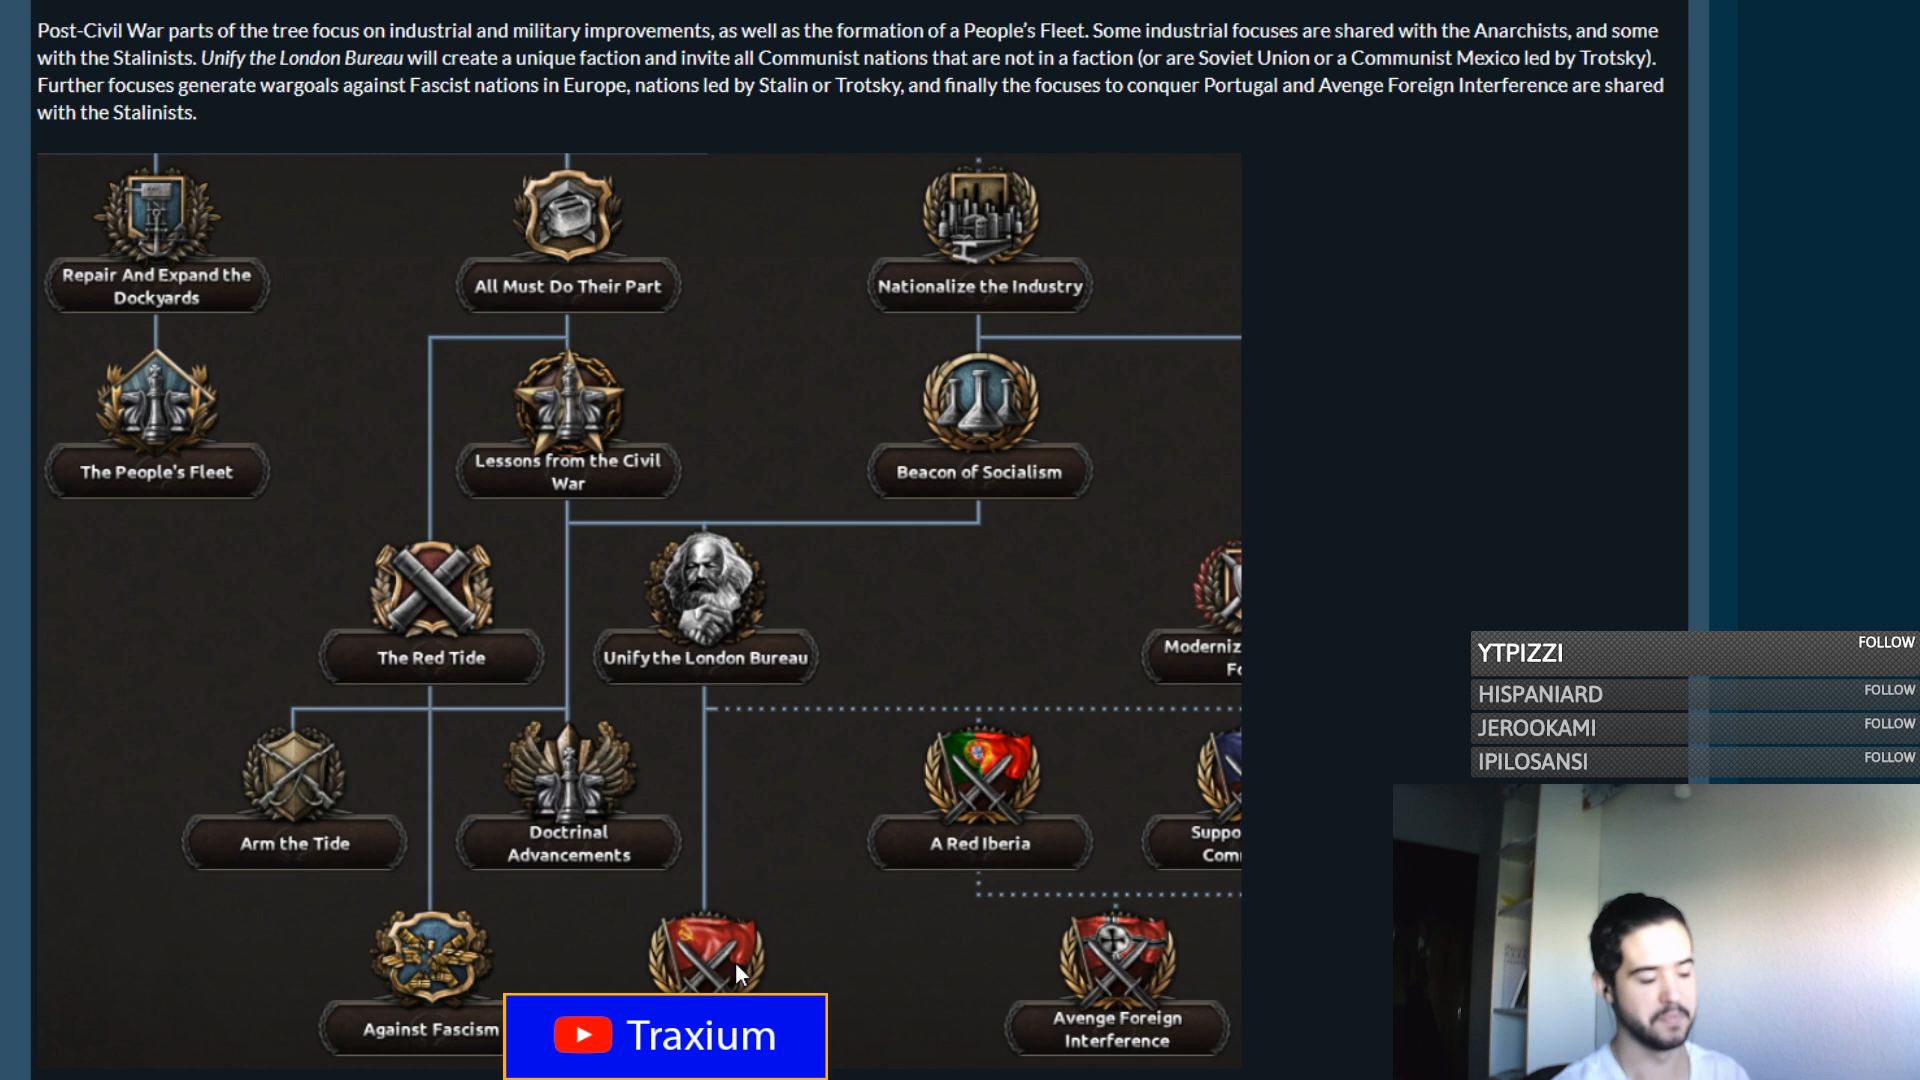 Post-Civil War parts of the tree focus on industrial and military improvements, as well as the formation of a People's Fleet. Some industrial focuses are shared with the Anarchists, and some
with the Stalinists. Unify the London Bureau will create a unique faction and invite all Communist nations that are not in a faction (or are Soviet Union or a Communist Mexico led by Trotsky).
Further focuses generate wargoals against Fascist nations in Europe, nations led by Stalin or Trotsky, and finally the focuses to conquer Portugal and Avenge Foreign Interference are shared
with the Stalinists.
Repair And Expand the
Dockyards
All Must Do Their Part
Nationalize the Industry
The People's Fleet
Lessons from the Civil
War
Beacon of Socialism
The Red Tide
Unify the London Bureau
Moderniz
Fo
Arm the Tide
Doctrinal
Advancements
A Red Iberia
Suppo
Com
Against Fascism
Avenge Foreign
Interference
Traxium
YTPIZZI FOLLOW
HISPANIARD FOLLOW
JEROOKAMI FOLLOW
IPILOSANSI FOLLOW